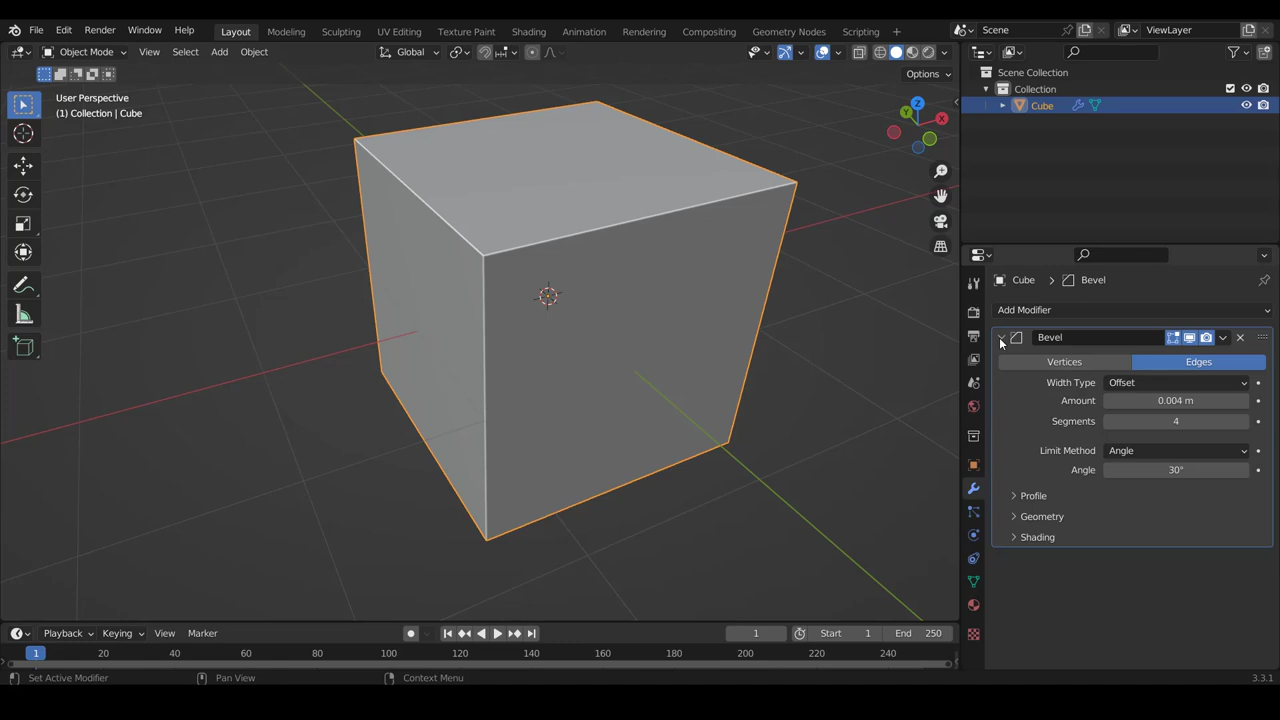 File Edit Render Window Help Layout Modeling Sculpting UV Editing Texture Paint Shading Animation Rendering Compositing Geometry Nodes Scripting + Scene ViewLayer
Object Mode View Select Add Object Global
Options
User Perspective
(1) Collection | Cube
Z
Y
X
Scene Collection
Collection
Cube
Cube > Bevel
Add Modifier
Bevel
Vertices Edges
Width Type Offset
Amount 0.004 m
Segments 4
Limit Method Angle
Angle 30°
Profile
Geometry
Shading
Playback Keying View Marker 1 Start 1 End 250
1 20 40 60 80 100 120 140 160 180 200 220 240
Set Active Modifier Pan View Context Menu 3.3.1